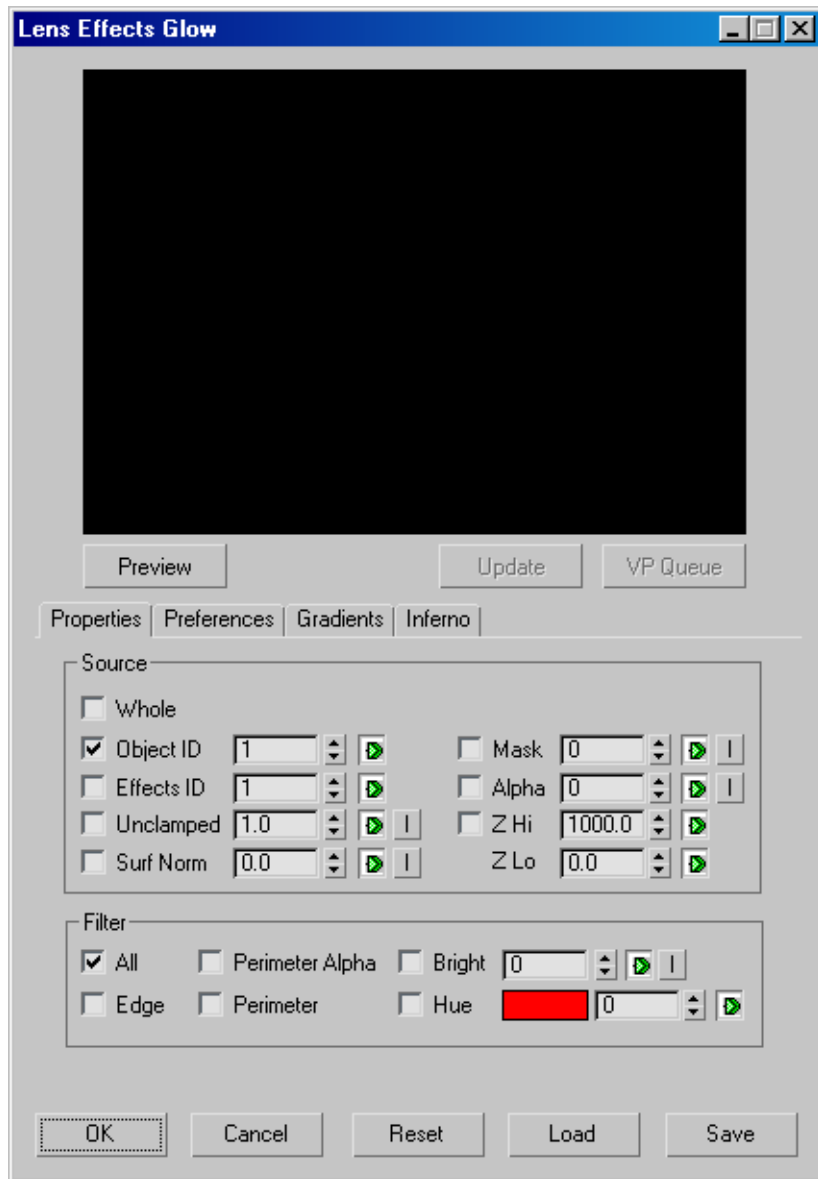 Lens Effects Glow
Preview Update VP Queue
Properties Preferences Gradients Inferno
Source
Whole
Object ID 1 Mask 0 I
Effects ID 1 Alpha 0 I
Unclamped 1.0 I Z Hi 1000.0
Surf Norm 0.0 I Z Lo 0.0
Filter
All Perimeter Alpha Bright 0 I
Edge Perimeter Hue 0
OK Cancel Reset Load Save